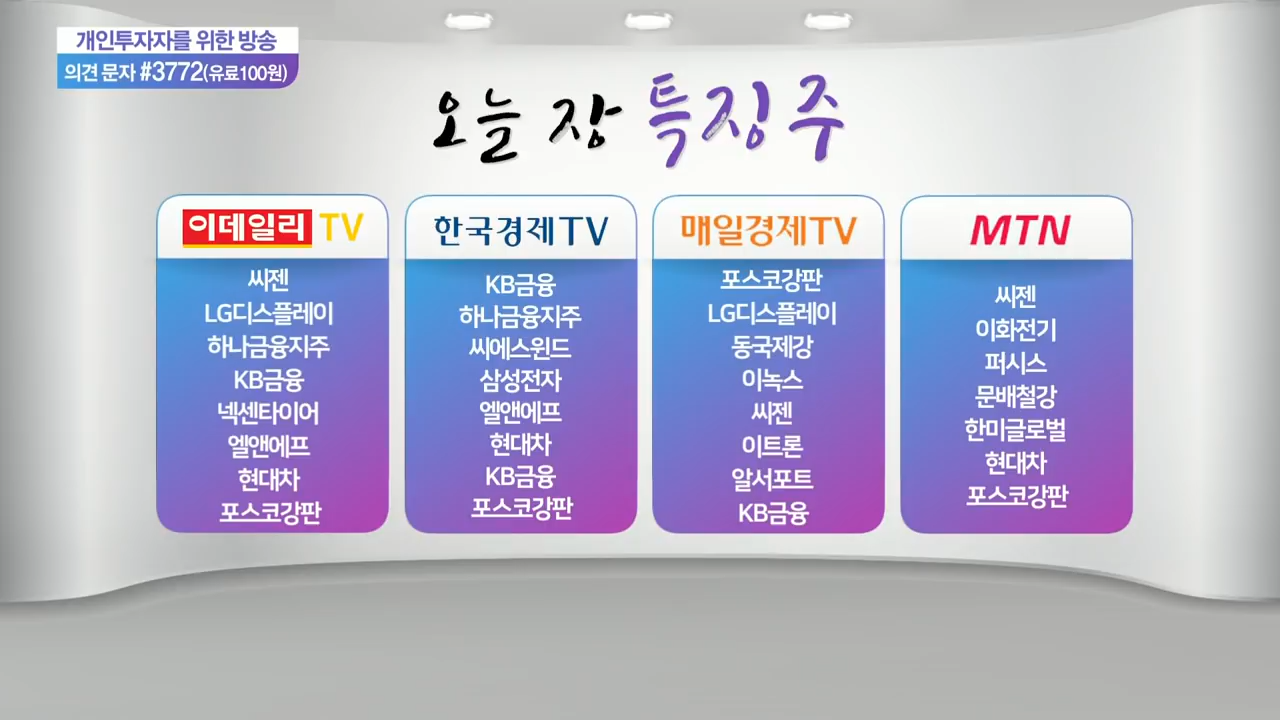 개인투자자를 위한 방송
의견 문자 #3772(유료100원)
오늘 장 특징주
이데일리 TV
씨젠
LG디스플레이
하나금융지주
KB금융
넥센타이어
엘앤에프
현대차
포스코강판
한국경제TV
KB금융
하나금융지주
씨에스윈드
삼성전자
엘앤에프
현대차
KB금융
포스코강판
매일경제TV
포스코강판
LG디스플레이
동국제강
이녹스
씨젠
이트론
알서포트
KB금융
MTN
씨젠
이화전기
퍼시스
문배철강
한미글로벌
현대차
포스코강판